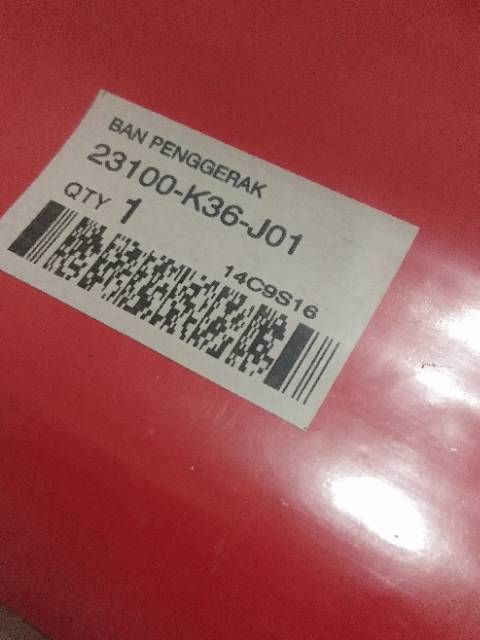 BAN PENGGERAK
23100-K36-J01
QTY 1
14C9S16